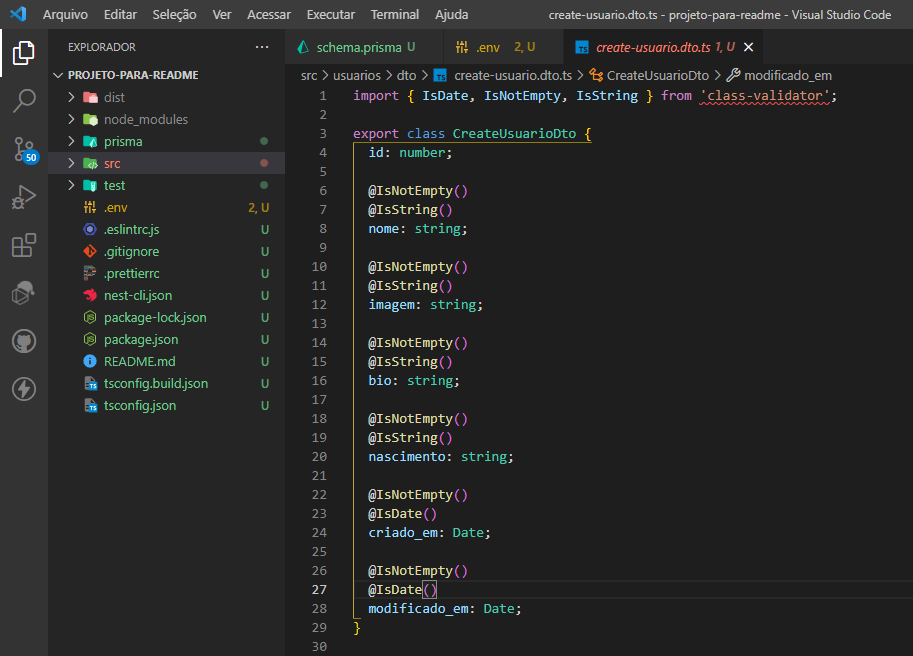 Arquivo Editar Seleção Ver Acessar Executar Terminal Ajuda create-usuario.dto.ts - projeto-para-readme - Visual Studio Code
EXPLORADOR ...
PROJETO-PARA-README
dist
node_modules
prisma
src
test
.env 2, U
.eslintrc.js U
.gitignore U
.prettierrc U
nest-cli.json U
package-lock.json U
package.json U
README.md U
tsconfig.build.json U
tsconfig.json U
50
schema.prisma U .env 2, U TS create-usuario.dto.ts 1, U
src > usuarios > dto > TS create-usuario.dto.ts > CreateUsuarioDto > modificado_em
1 import { IsDate, IsNotEmpty, IsString } from 'class-validator';
2
3 export class CreateUsuarioDto {
4 id: number;
5
6 @IsNotEmpty()
7 @IsString()
8 nome: string;
9
10 @IsNotEmpty()
11 @IsString()
12 imagem: string;
13
14 @IsNotEmpty()
15 @IsString()
16 bio: string;
17
18 @IsNotEmpty()
19 @IsString()
20 nascimento: string;
21
22 @IsNotEmpty()
23 @IsDate()
24 criado_em: Date;
25
26 @IsNotEmpty()
27 @IsDate()
28 modificado_em: Date;
29 }
30